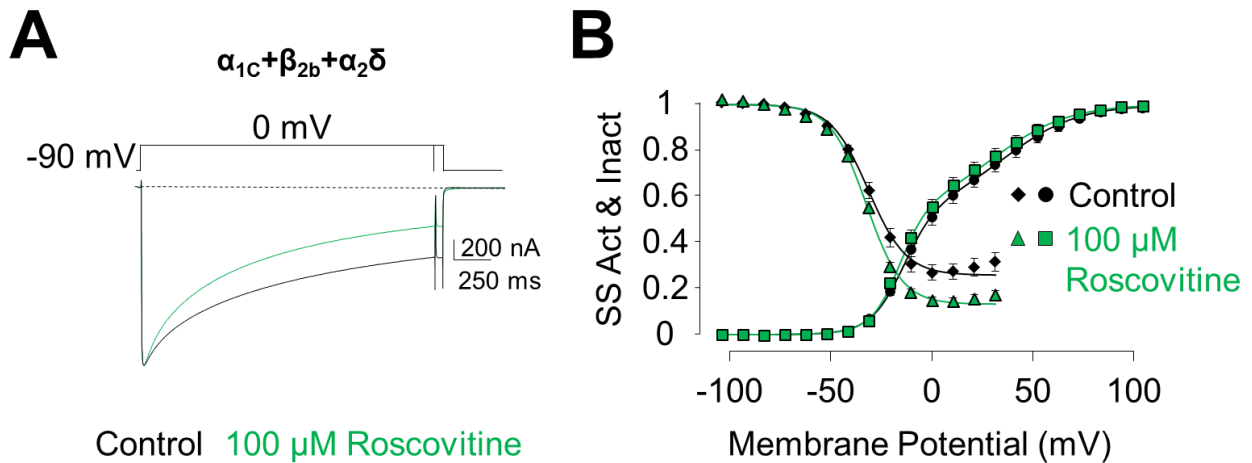 A
α1C+β2b+α2δ
0 mV
-90 mV
200 nA
250 ms
Control 100 µM Roscovitine
B
SS Act & Inact
1
0.8
0.6
0.4
0.2
0
Control
100 µM
Roscovitine
-100 -50 0 50 100
Membrane Potential (mV)